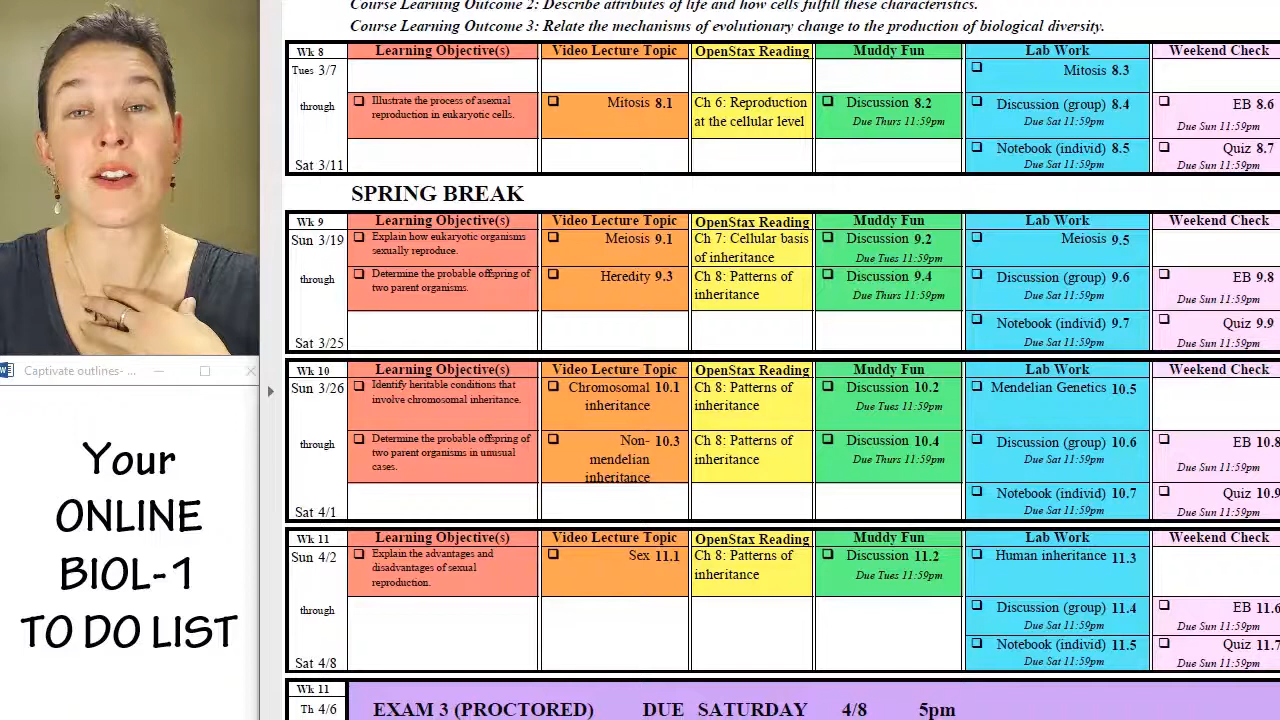 Course Learning Outcome 2: Describe attributes of life and how cells fulfill these characteristics.
Course Learning Outcome 3: Relate the mechanisms of evolutionary change to the production of biological diversity.
Wk 8 Learning Objective(s) Video Lecture Topic OpenStax Reading Muddy Fun Lab Work Weekend Check
Tues 3/7 Mitosis 8.3
through Illustrate the process of asexual Mitosis 8.1 Ch 6: Reproduction Discussion 8.2 Discussion (group) 8.4 EB 8.6
reproduction in eukaryotic cells. at the cellular level Due Thurs 11:59pm Due Sat 11:59pm Due Sun 11:59pm
Notebook (individ) 8.5 Quiz 8.7
Sat 3/11 Due Sat 11:59pm Due Sun 11:59pm
SPRING BREAK
Wk 9 Learning Objective(s) Video Lecture Topic OpenStax Reading Muddy Fun Lab Work Weekend Check
Sun 3/19 Explain how eukaryotic organisms Meiosis 9.1 Ch 7: Cellular basis Discussion 9.2 Meiosis 9.5
sexually reproduce. of inheritance Due Tues 11:59pm
through Determine the probable offspring of Heredity 9.3 Ch 8: Patterns of Discussion 9.4 Discussion (group) 9.6 EB 9.8
two parent organisms. inheritance Due Thurs 11:59pm Due Sat 11:59pm Due Sun 11:59pm
Notebook (individ) 9.7 Quiz 9.9
Sat 3/25 Due Sat 11:59pm Due Sun 11:59pm
Wk 10 Learning Objective(s) Video Lecture Topic OpenStax Reading Muddy Fun Lab Work Weekend Check
Sun 3/26 Identify heritable conditions that Chromosomal 10.1 Ch 8: Patterns of Discussion 10.2 Mendelian Genetics 10.5
involve chromosomal inheritance. inheritance inheritance Due Tues 11:59pm
through Determine the probable offspring of Non- 10.3 Ch 8: Patterns of Discussion 10.4 Discussion (group) 10.6 EB 10.8
two parent organisms in unusual mendelian inheritance Due Thurs 11:59pm Due Sat 11:59pm Due Sun 11:59pm
cases. inheritance
Notebook (individ) 10.7 Quiz 10.9
Sat 4/1 Due Sat 11:59pm Due Sun 11:59pm
Wk 11 Learning Objective(s) Video Lecture Topic OpenStax Reading Muddy Fun Lab Work Weekend Check
Sun 4/2 Explain the advantages and Sex 11.1 Ch 8: Patterns of Discussion 11.2 Human inheritance 11.3
disadvantages of sexual inheritance Due Tues 11:59pm
reproduction.
through Discussion (group) 11.4 EB 11.6
Due Sat 11:59pm Due Sun 11:59pm
Notebook (individ) 11.5 Quiz 11.7
Sat 4/8 Due Sat 11:59pm Due Sun 11:59pm
Wk 11
Th 4/6 EXAM 3 (PROCTORED) DUE SATURDAY 4/8 5pm
Captivate outlines- ...
Your
ONLINE
BIOL-1
TO DO LIST